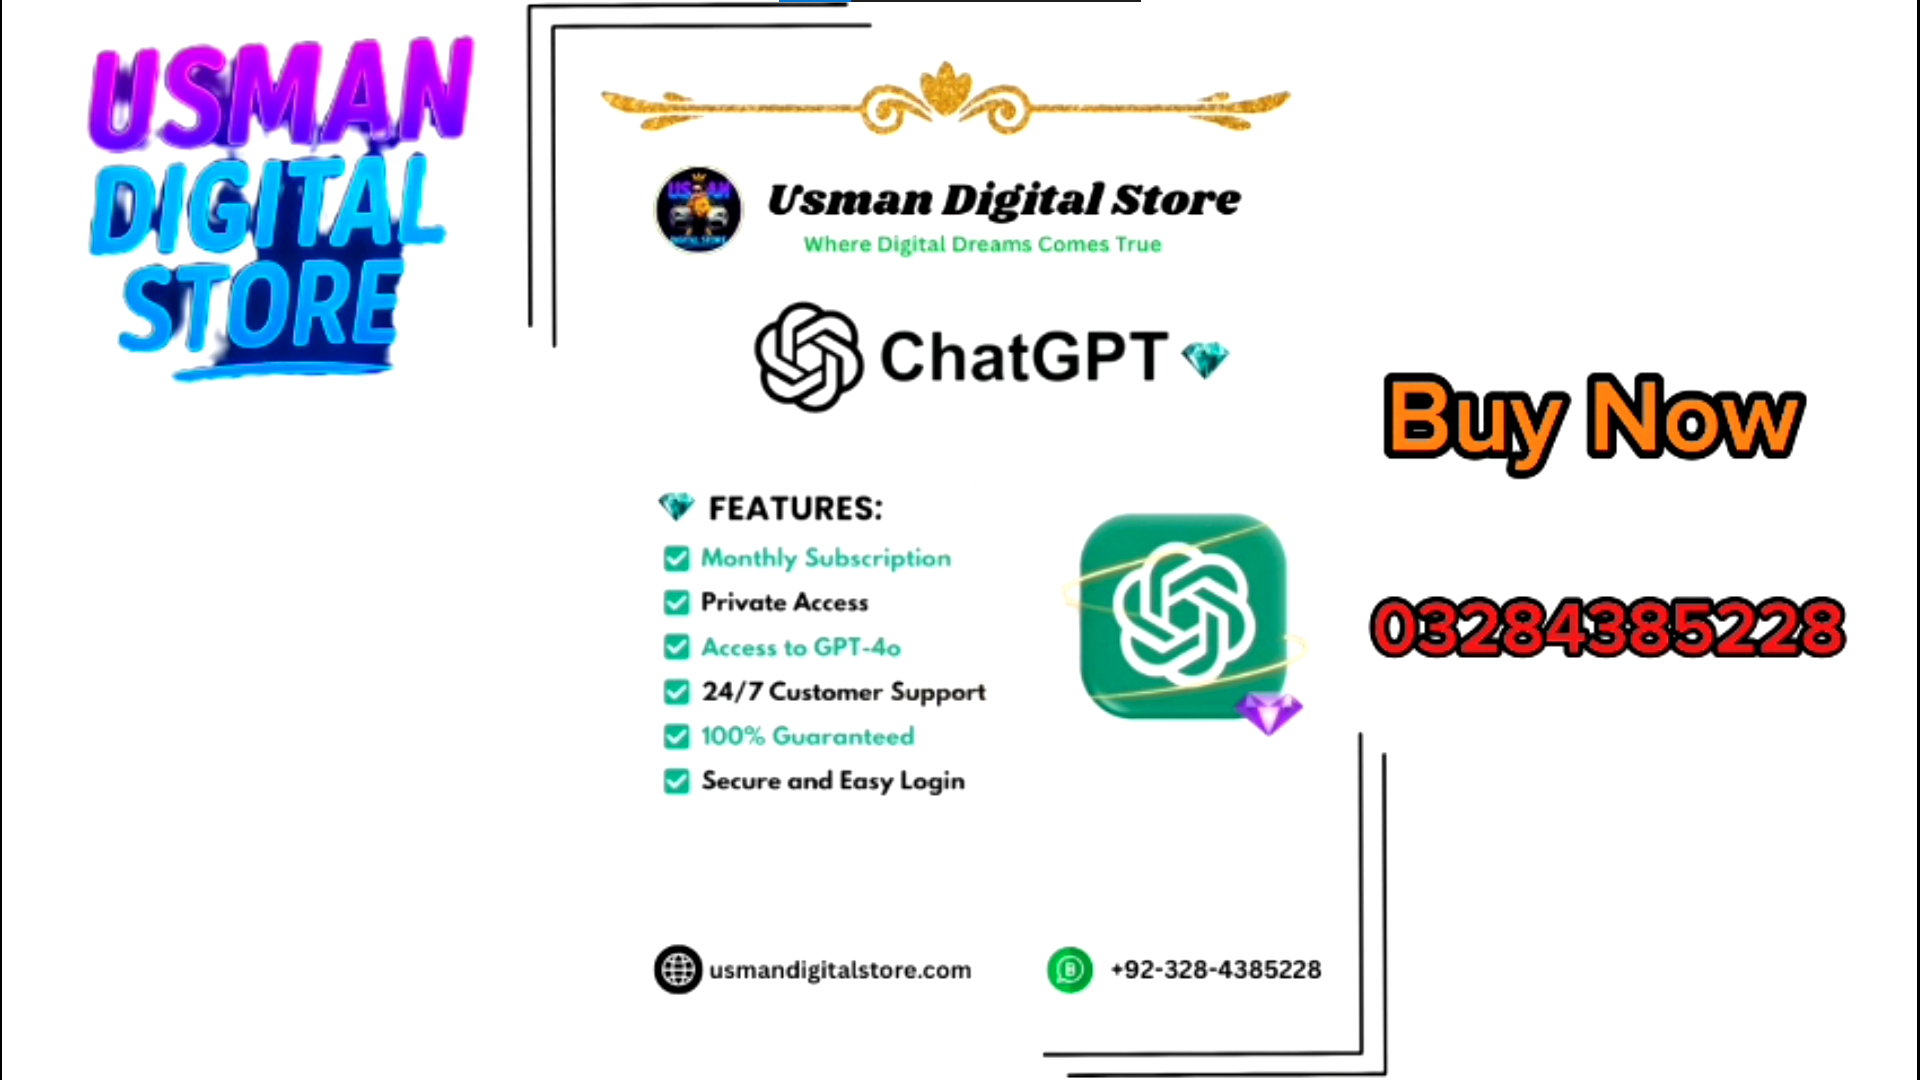 USMAN
DIGITAL
STORE
Usman Digital Store
Where Digital Dreams Comes True
ChatGPT
Buy Now
FEATURES:
Monthly Subscription
Private Access
Access to GPT-4o
24/7 Customer Support
100% Guaranteed
Secure and Easy Login
03284385228
usmandigitalstore.com
+92-328-4385228